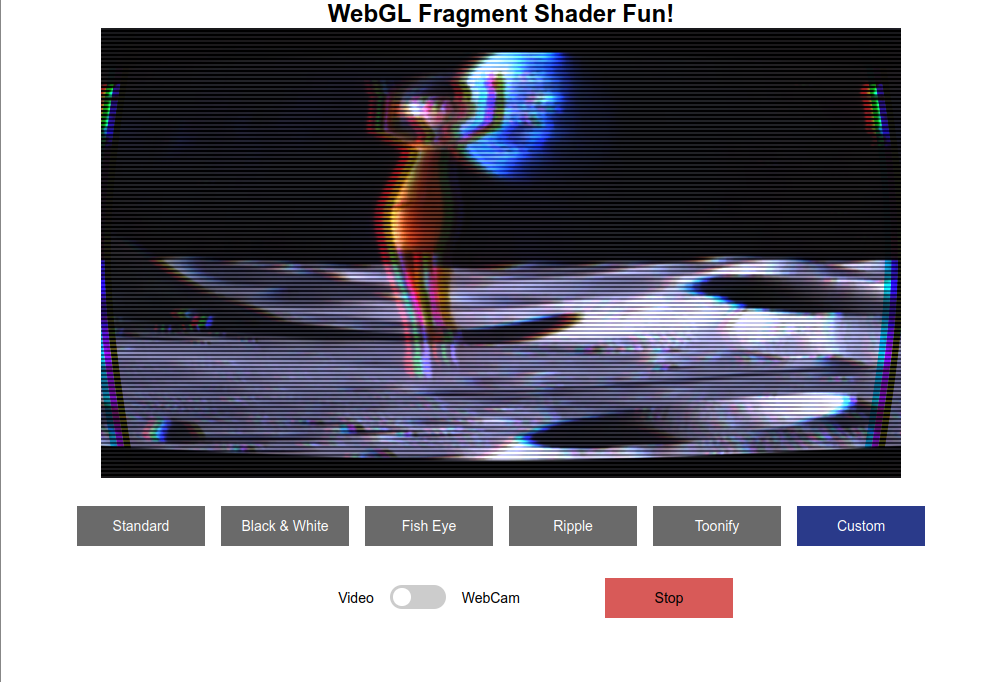 WebGL Fragment Shader Fun!
Standard
Black & White
Fish Eye
Ripple
Toonify
Custom
Video
WebCam
Stop